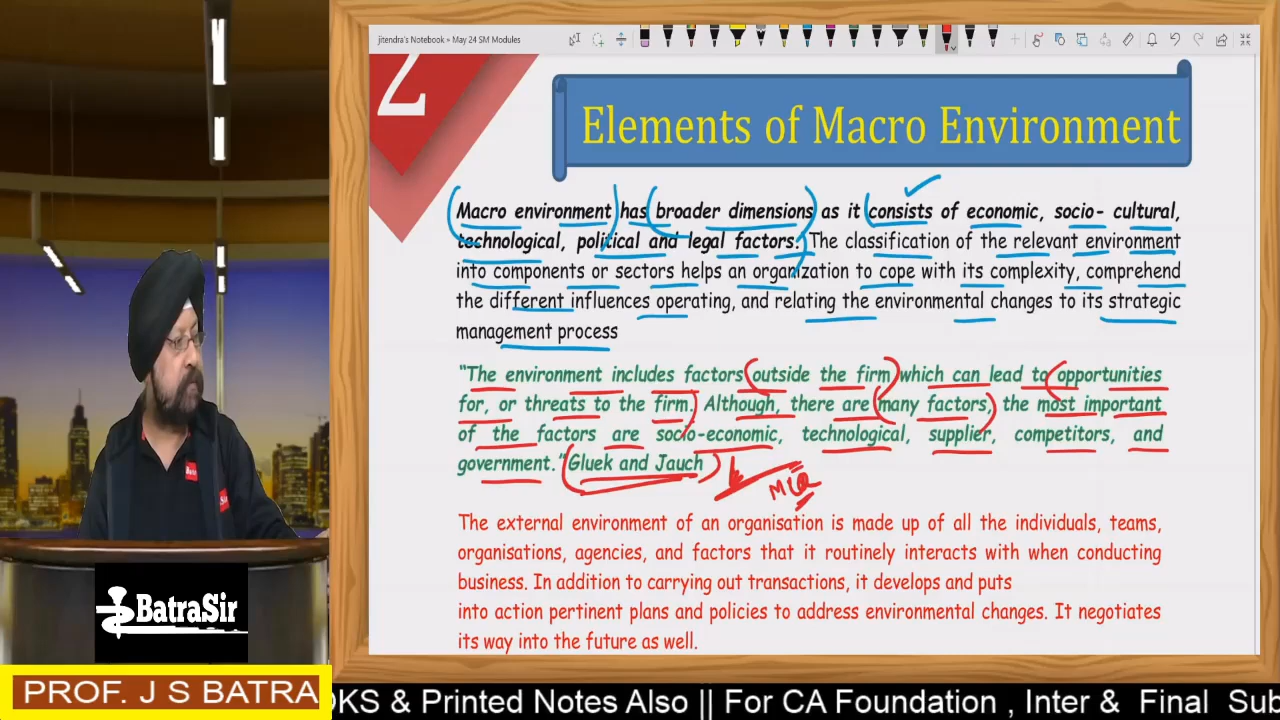 jitendra's Notebook » May 24 SM Modules
2
Elements of Macro Environment
Macro environment has broader dimensions as it consists of economic, socio- cultural,
technological, political and legal factors. The classification of the relevant environment
into components or sectors helps an organization to cope with its complexity, comprehend
the different influences operating, and relating the environmental changes to its strategic
management process
"The environment includes factors outside the firm which can lead to opportunities
for, or threats to the firm. Although, there are many factors, the most important
of the factors are socio-economic, technological, supplier, competitors, and
government." Gluek and Jauch
MCQ
The external environment of an organisation is made up of all the individuals, teams,
organisations, agencies, and factors that it routinely interacts with when conducting
business. In addition to carrying out transactions, it develops and puts
into action pertinent plans and policies to address environmental changes. It negotiates
its way into the future as well.
BatraSir
PROF. J S BATRA
OKS & Printed Notes Also || For CA Foundation , Inter & Final Sub